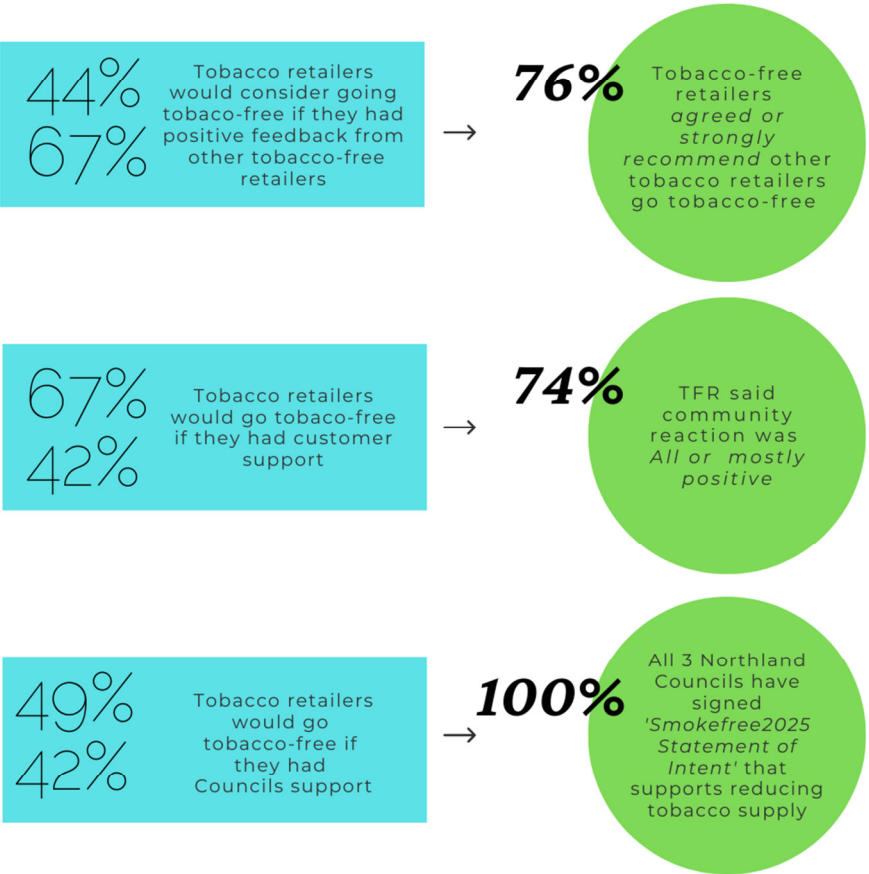 44%
67%
Tobacco retailers
would consider going
tobaco-free if they had
positive feedback from
other tobacco-free
retailers
→
76%
Tobacco-free
retailers
agreed or
strongly
recommend other
tobacco retailers
go tobacco-free
67%
42%
Tobacco retailers
would go tobaco-free
if they had customer
support
→
74%
TFR said
community
reaction was
All or mostly
positive
49%
42%
Tobacco retailers
would go
tobacco-free if
they had
Councils support
→
100%
All 3 Northland
Councils have
signed
'Smokefree2025
Statement of
Intent' that
supports reducing
tobacco supply